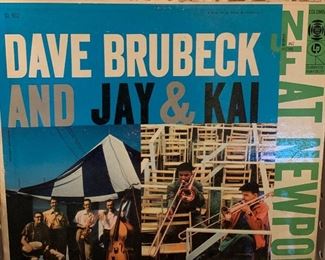 DAVE BRUBECK
AND JAY & KAI
AT NEWPO